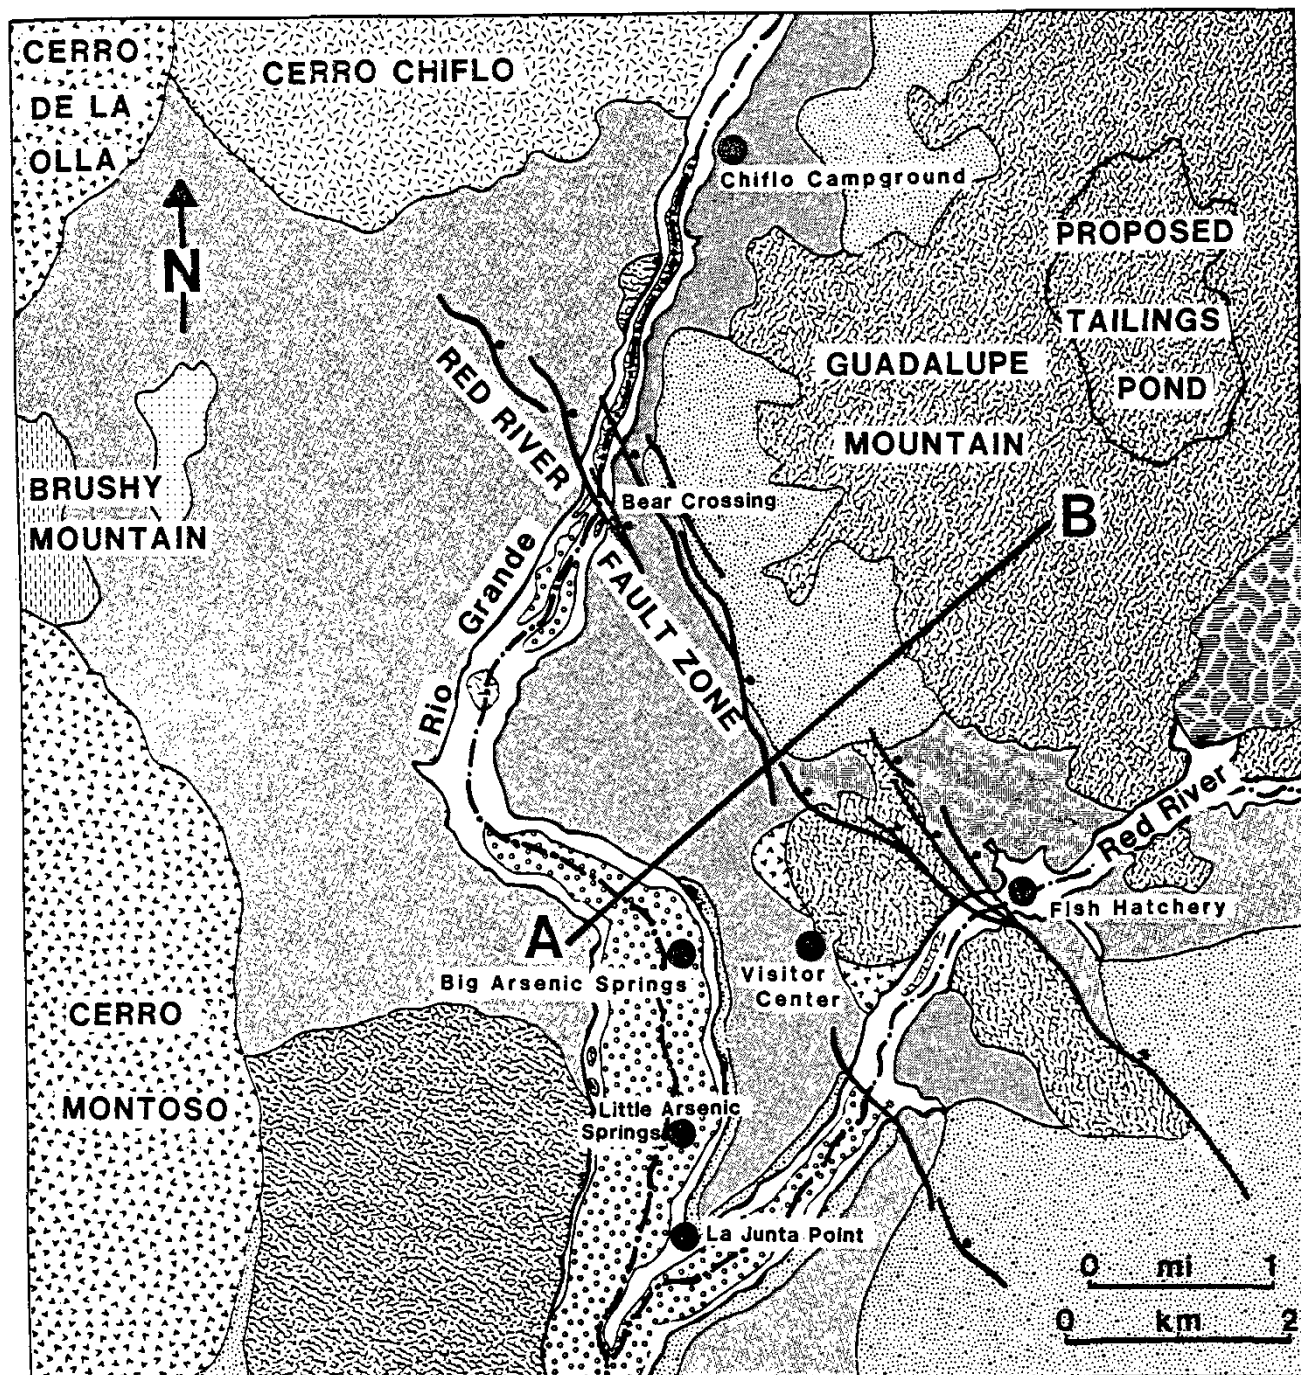 CERRO
DE LA
OLLA
CERRO CHIFLO
N
Chiflo Campground
PROPOSED
TAILINGS
POND
GUADALUPE
MOUNTAIN
RED RIVER
FAULT ZONE
BRUSHY
MOUNTAIN
Bear Crossing
B
Rio Grande
Red River
Fish Hatchery
A
Big Arsenic Springs
Visitor
Center
CERRO
MONTOSO
Little Arsenic
Springs
La Junta Point
0 mi 1
0 km 2